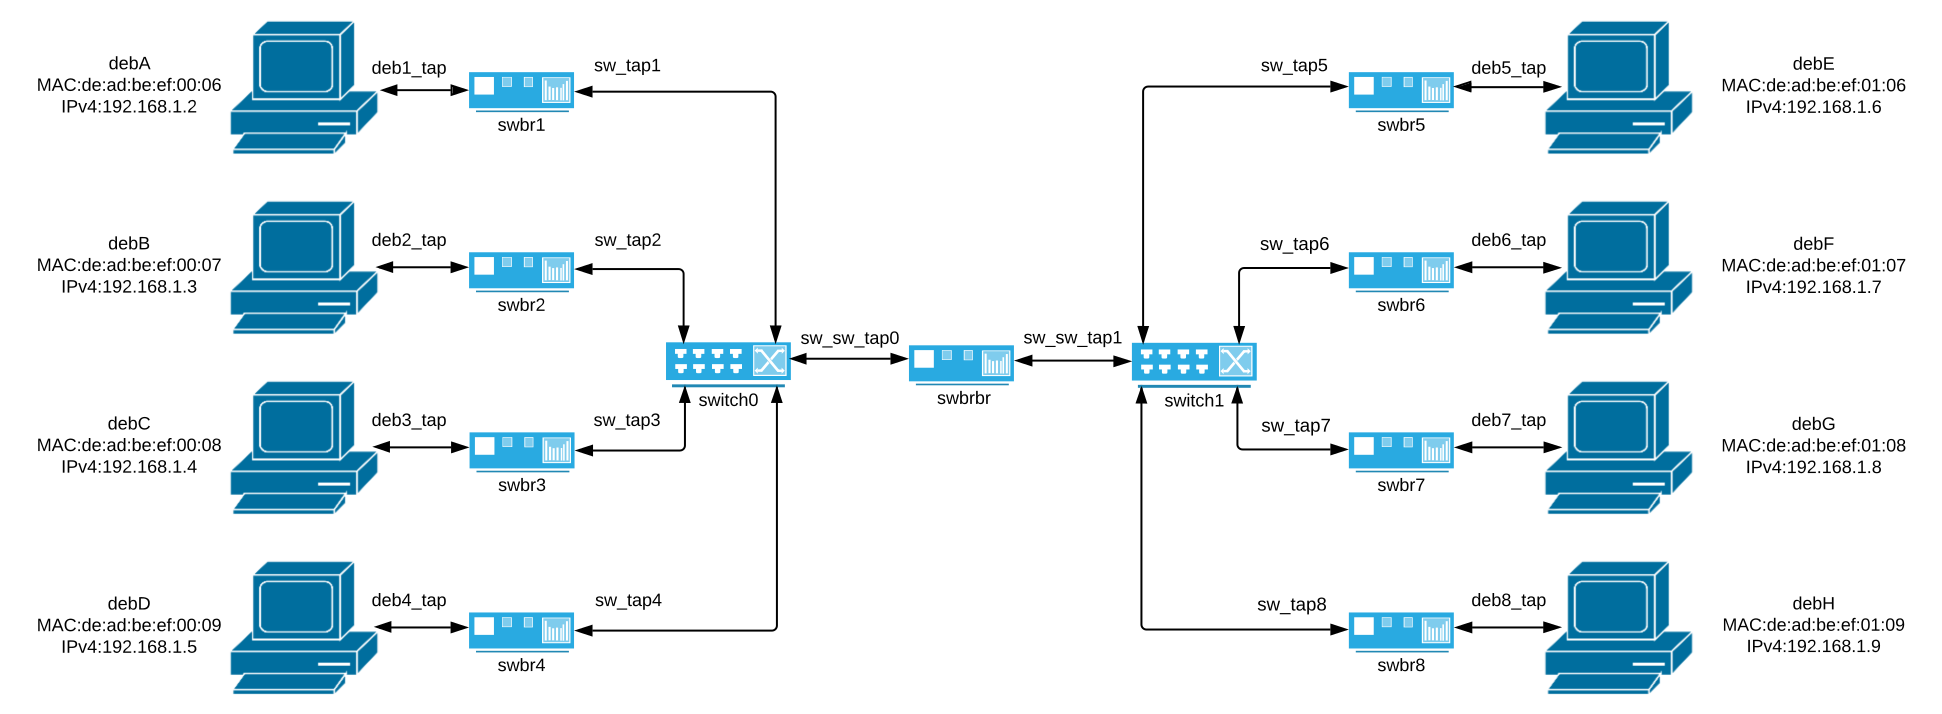 debA
MAC:de:ad:be:ef:00:06
IPv4:192.168.1.2
deb1_tap
swbr1
sw_tap1
sw_tap5
swbr5
deb5_tap
debE
MAC:de:ad:be:ef:01:06
IPv4:192.168.1.6
debB
MAC:de:ad:be:ef:00:07
IPv4:192.168.1.3
deb2_tap
swbr2
sw_tap2
sw_tap6
swbr6
deb6_tap
debF
MAC:de:ad:be:ef:01:07
IPv4:192.168.1.7
switch0
sw_sw_tap0
swbrbr
sw_sw_tap1
switch1
debC
MAC:de:ad:be:ef:00:08
IPv4:192.168.1.4
deb3_tap
swbr3
sw_tap3
sw_tap7
swbr7
deb7_tap
debG
MAC:de:ad:be:ef:01:08
IPv4:192.168.1.8
debD
MAC:de:ad:be:ef:00:09
IPv4:192.168.1.5
deb4_tap
swbr4
sw_tap4
sw_tap8
swbr8
deb8_tap
debH
MAC:de:ad:be:ef:01:09
IPv4:192.168.1.9